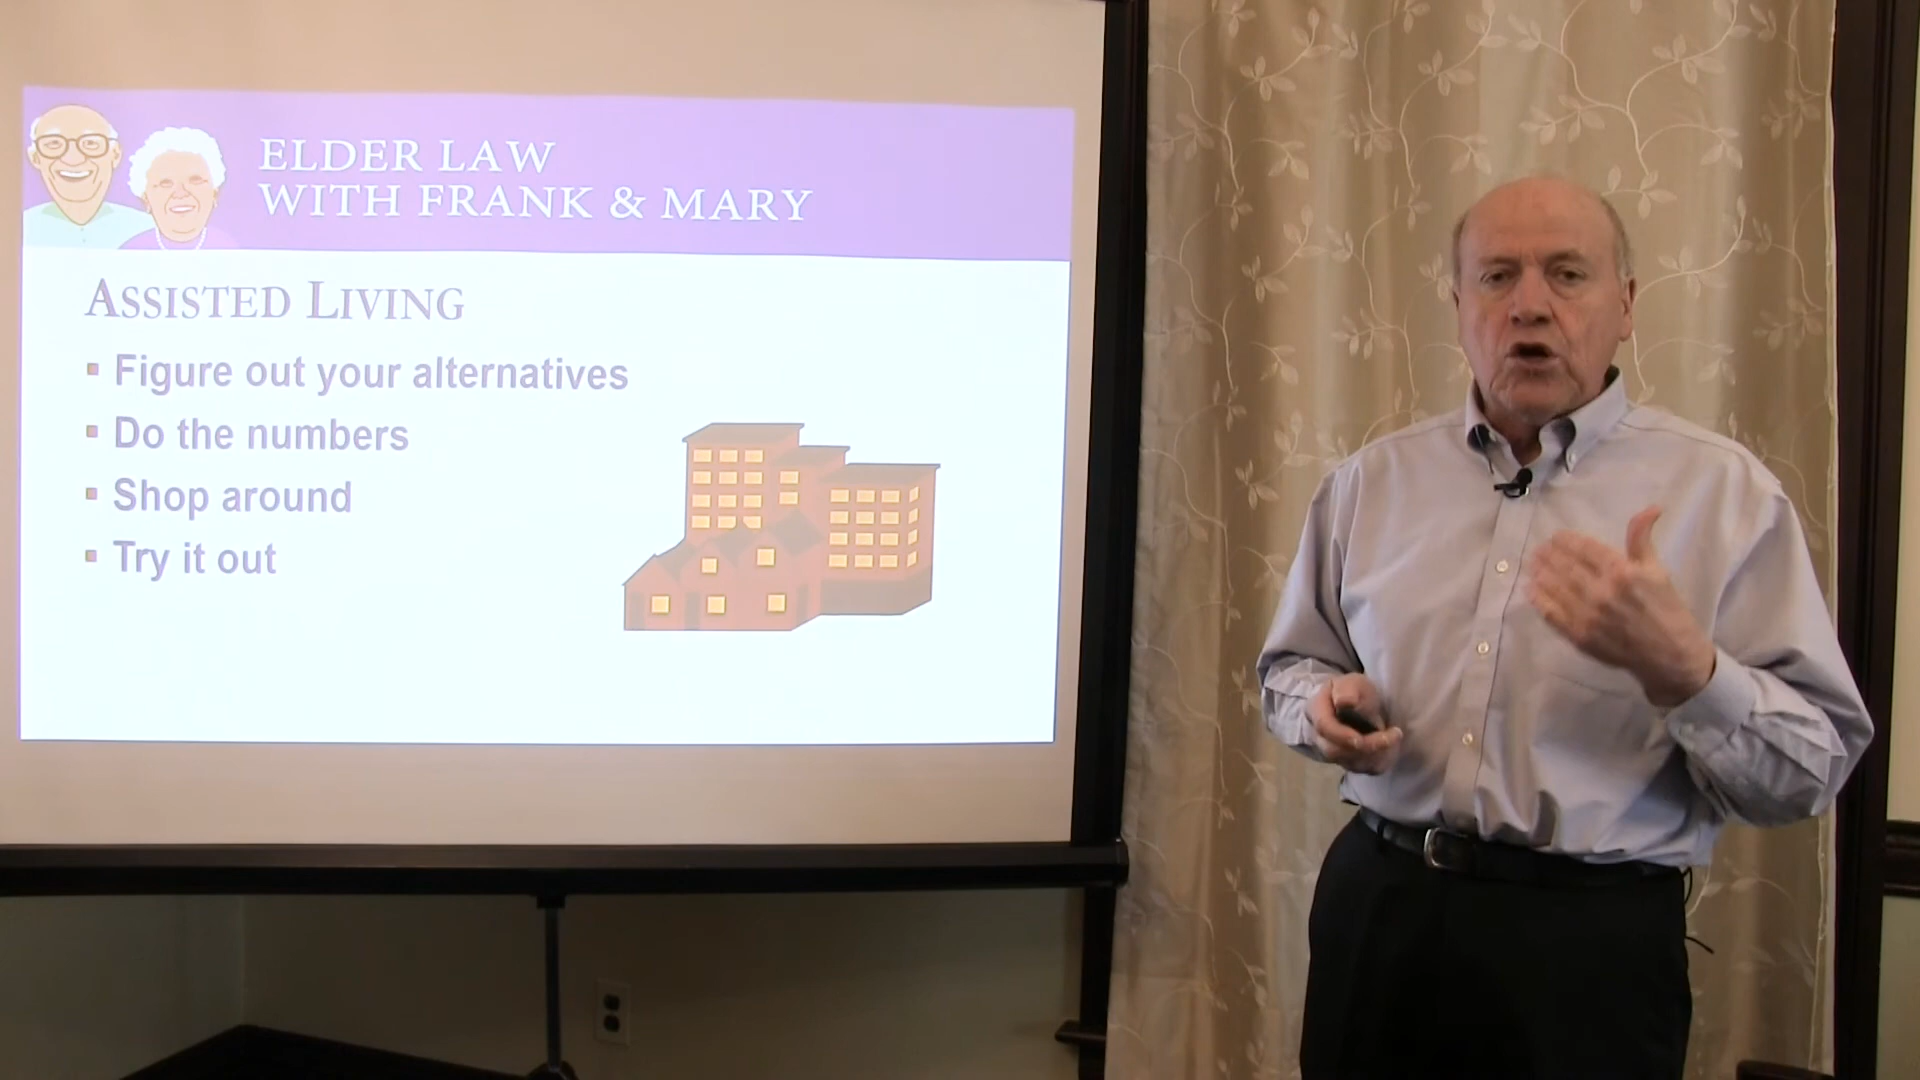 ELDER LAW
WITH FRANK & MARY
ASSISTED LIVING
▪ Figure out your alternatives
▪ Do the numbers
▪ Shop around
▪ Try it out